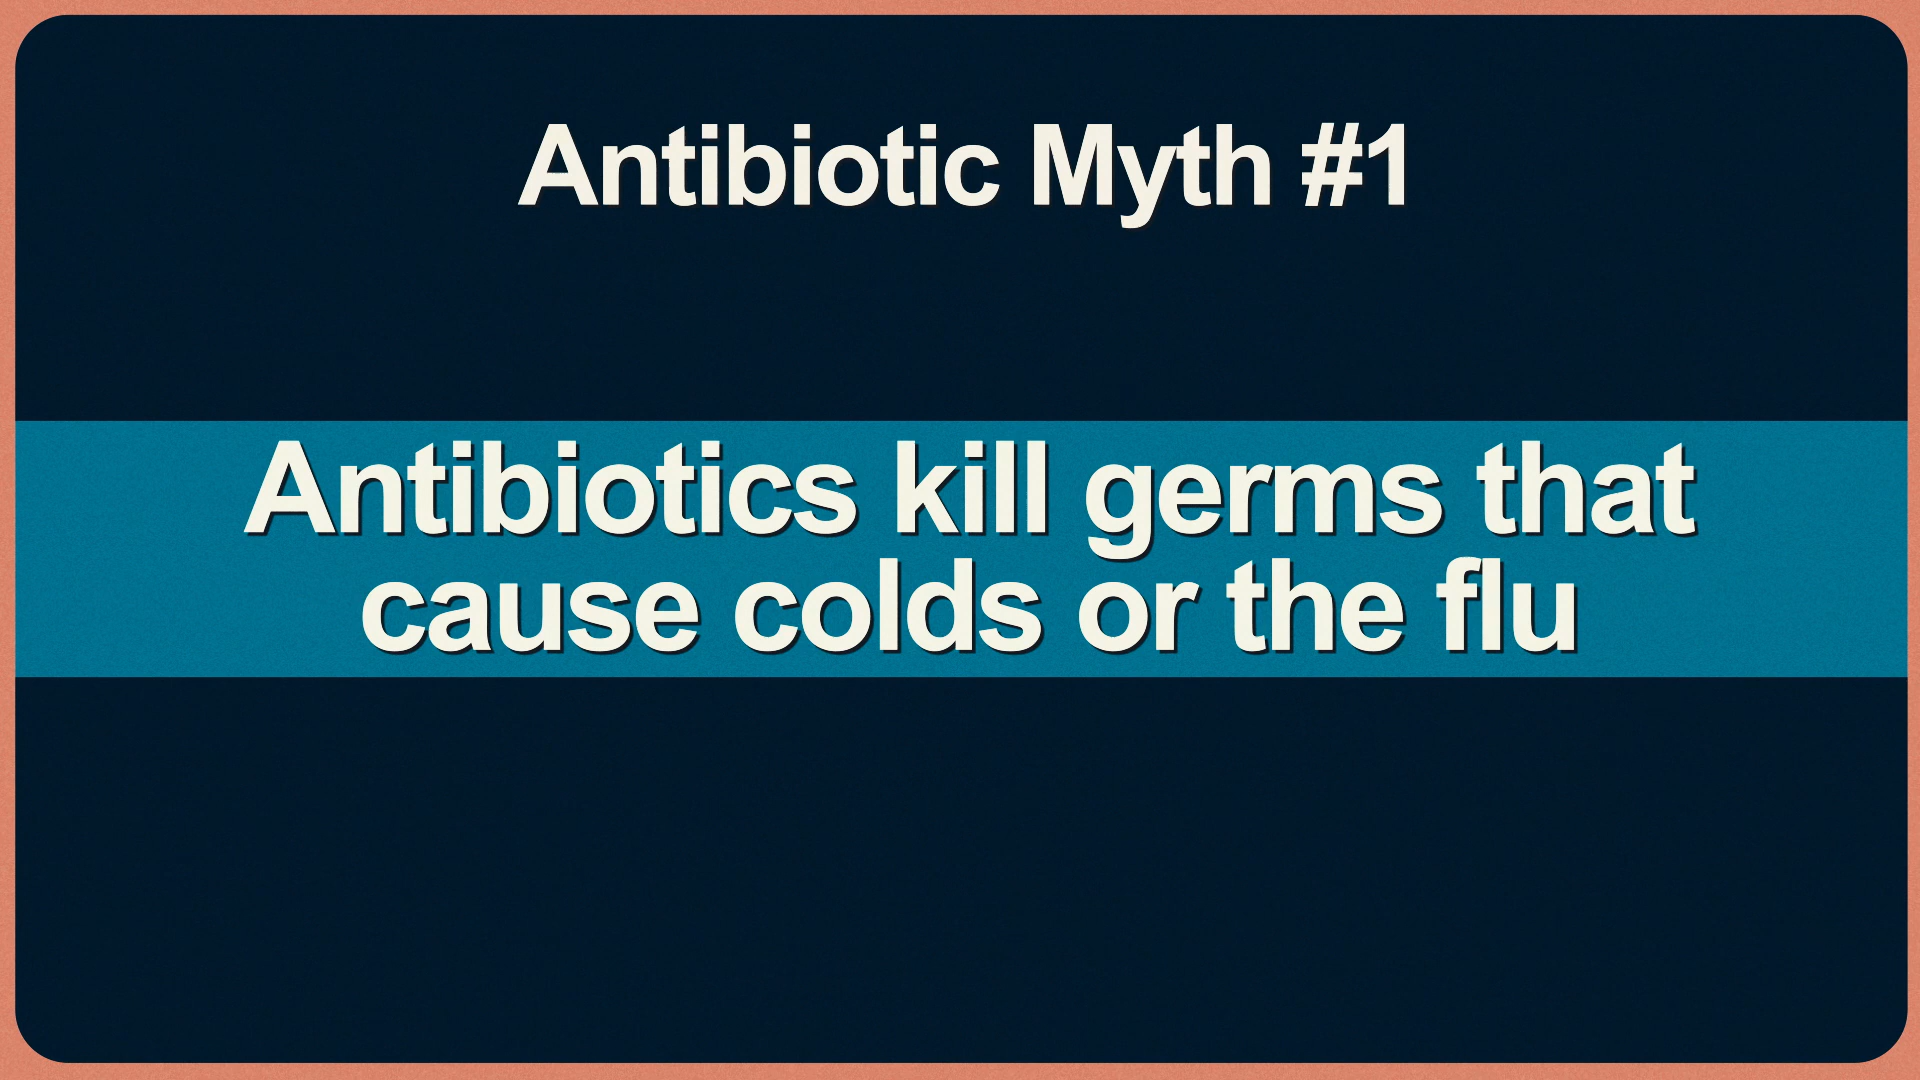 Antibiotic Myth #1
Antibiotics kill germs that
cause colds or the flu